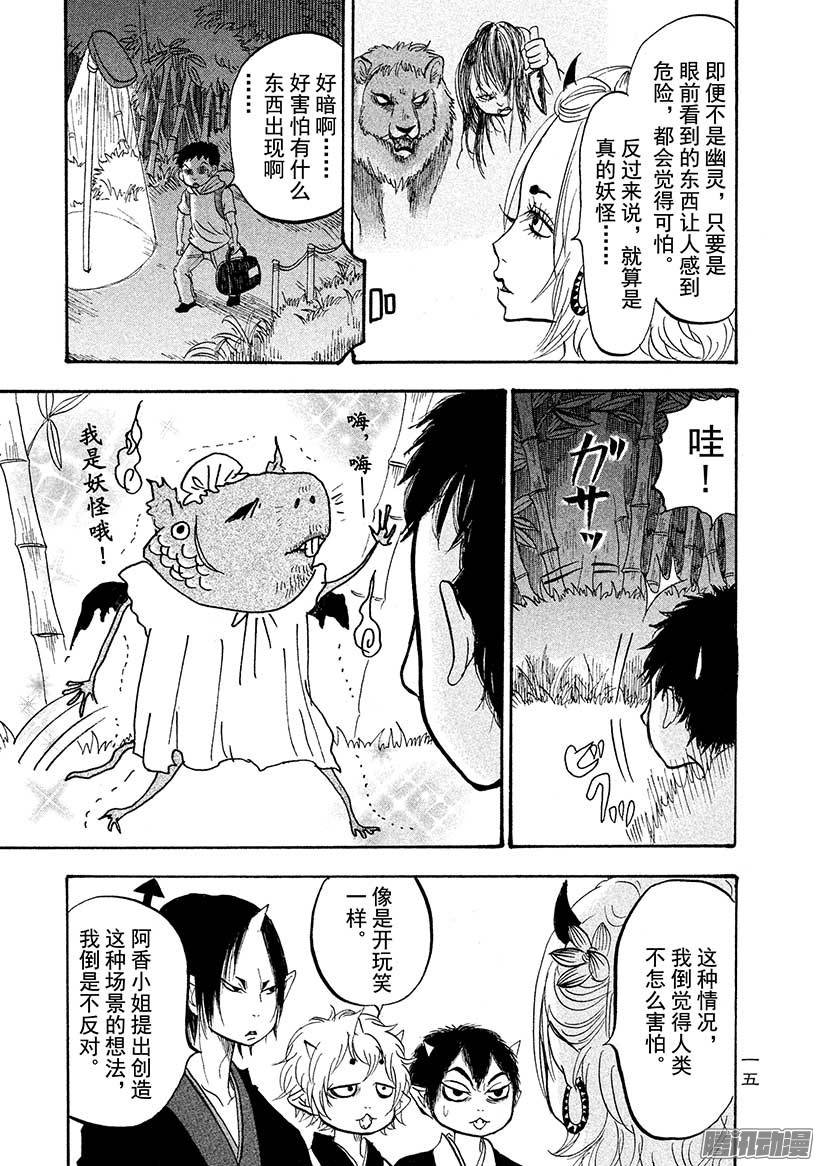 即便不是幽灵，只要是
眼前看到的东西让人感到
危险，都会觉得可怕。
反过来说，就算是
真的妖怪……
好暗啊……
好害怕有什么
东西出现啊
……
哇！
ガサッ
嗨，
嗨—
我是妖怪哦！
这种情况，
我倒觉得人类
不怎么害怕。
像是开玩笑
一样。
阿香小姐提出创造
这种场景的想法，
我倒是不反对。
一五
腾讯动漫